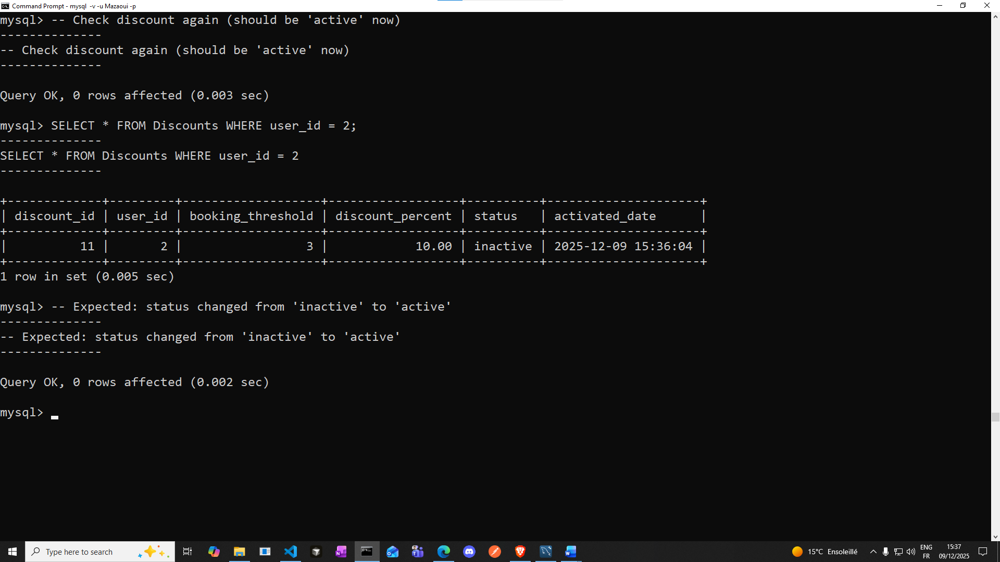 Command Prompt - mysql  -v -u Mazaoui -p
mysql> -- Check discount again (should be 'active' now)
--------------
-- Check discount again (should be 'active' now)
--------------
Query OK, 0 rows affected (0.003 sec)
mysql> SELECT * FROM Discounts WHERE user_id = 2;
--------------
SELECT * FROM Discounts WHERE user_id = 2
--------------
+-------------+---------+-------------------+------------------+----------+---------------------+
| discount_id | user_id | booking_threshold | discount_percent | status   | activated_date      |
+-------------+---------+-------------------+------------------+----------+---------------------+
|          11 |       2 |                 3 |            10.00 | inactive | 2025-12-09 15:36:04 |
+-------------+---------+-------------------+------------------+----------+---------------------+
1 row in set (0.005 sec)
mysql> -- Expected: status changed from 'inactive' to 'active'
--------------
-- Expected: status changed from 'inactive' to 'active'
--------------
Query OK, 0 rows affected (0.002 sec)
mysql>
Type here to search
15°C Ensoleillé
ENG
FR
15:37
09/12/2025